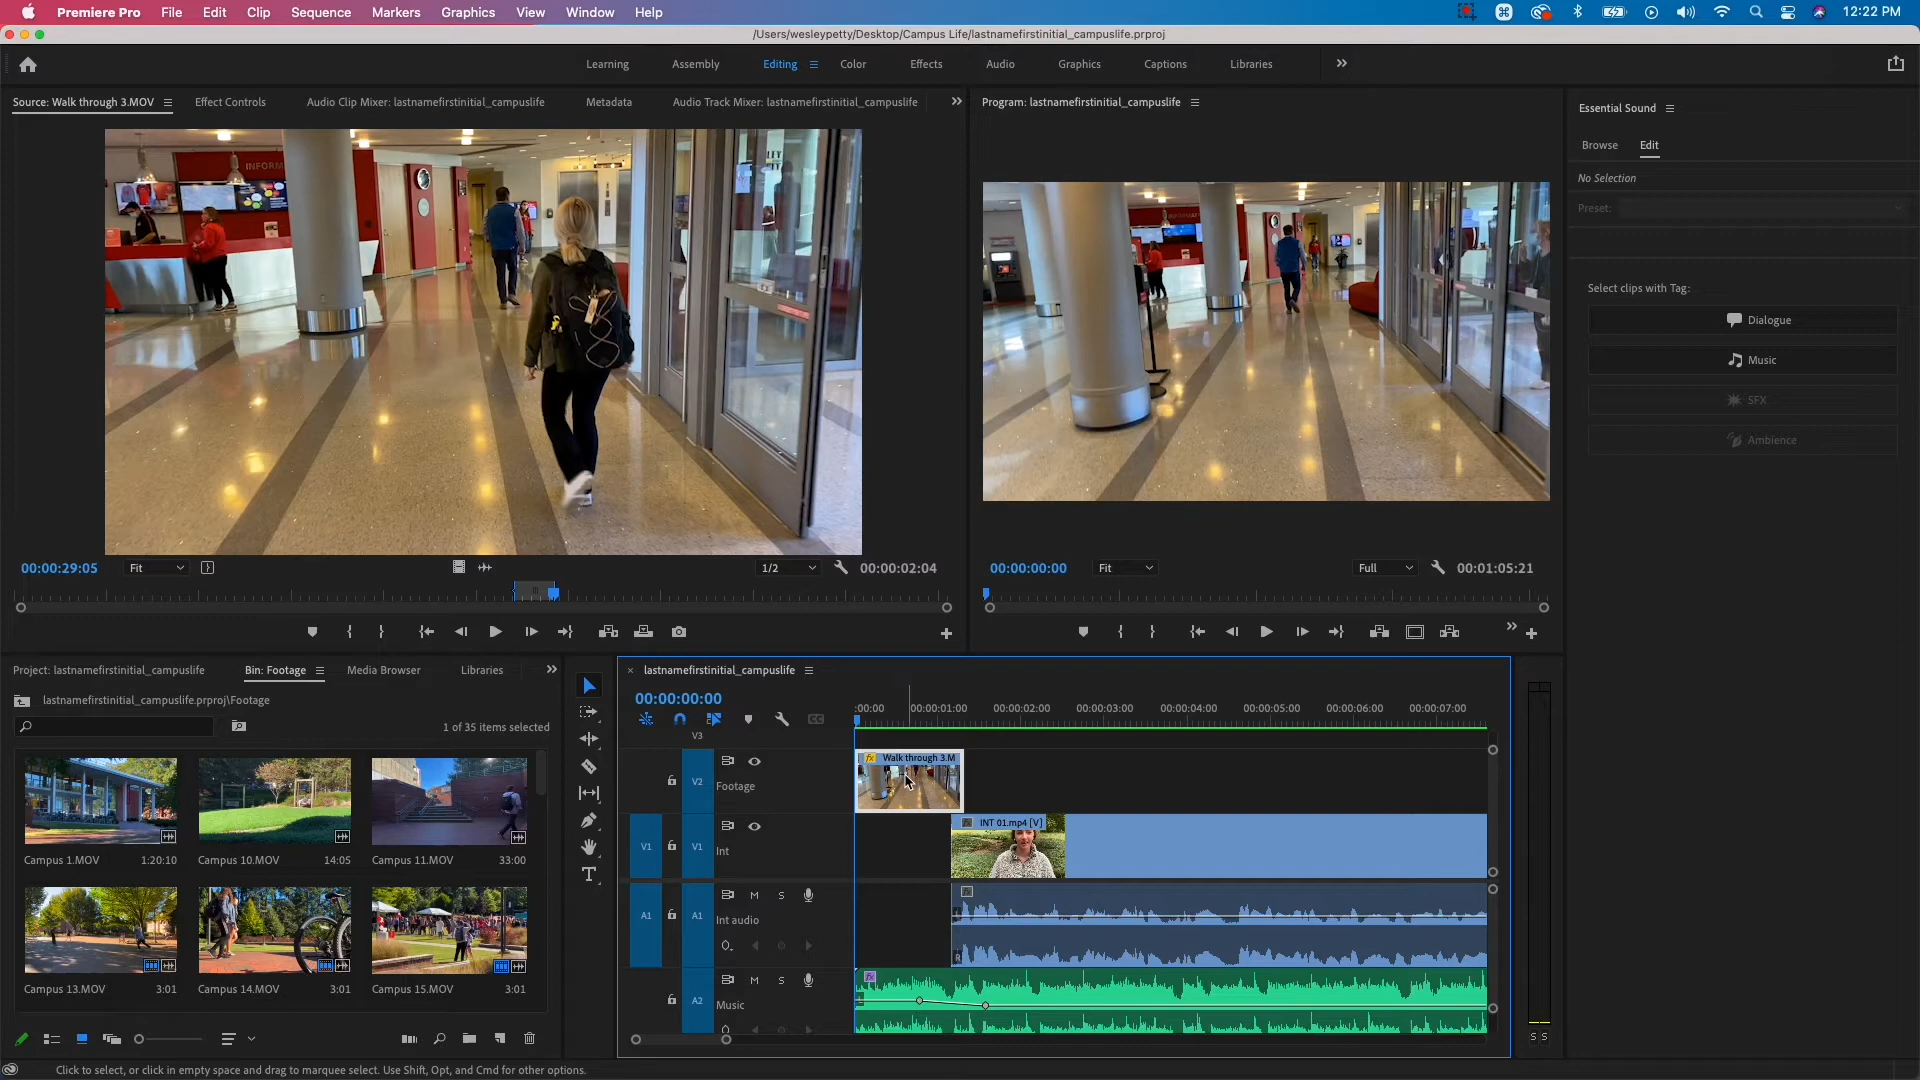 Premiere Pro File Edit Clip Sequence Markers Graphics View Window Help 12:22 PM
/Users/wesleypetty/Desktop/Campus Life/lastnamefirstinitial_campuslife.prproj
Learning Assembly Editing Color Effects Audio Graphics Captions Libraries
Source: Walk through 3.MOV Effect Controls Audio Clip Mixer: lastnamefirstinitial_campuslife Metadata Audio Track Mixer: lastnamefirstinitial_campuslife
Program: lastnamefirstinitial_campuslife
Essential Sound
Browse Edit
No Selection
Preset:
Select clips with Tag:
Dialogue
Music
SFX
Ambience
INFORM
00:00:29:05 Fit 1/2 00:00:02:04
00:00:00:00 Fit Full 00:01:05:21
Project: lastnamefirstinitial_campuslife Bin: Footage Media Browser Libraries
lastnamefirstinitial_campuslife.prproj\Footage
1 of 35 items selected
Campus 1.MOV 1:20:10 Campus 10.MOV 14:05 Campus 11.MOV 33:00
Campus 13.MOV 3:01 Campus 14.MOV 3:01 Campus 15.MOV 3:01
lastnamefirstinitial_campuslife
00:00:00:00
:00:00 00:00:01:00 00:00:02:00 00:00:03:00 00:00:04:00 00:00:05:00 00:00:06:00 00:00:07:00
V3
V2 Footage
fx Walk through 3.M
V1 V1 Int
fx INT 01.mp4 [V]
A1 A1 M S
Int audio
fx
R
A2 M S
Music
fx
S S
Click to select, or click in empty space and drag to marquee select. Use Shift, Opt, and Cmd for other options.